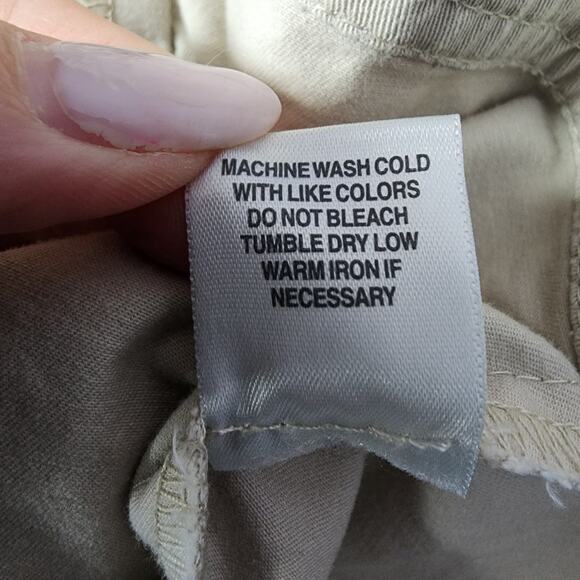 MACHINE WASH COLD
WITH LIKE COLORS
DO NOT BLEACH
TUMBLE DRY LOW
WARM IRON IF
NECESSARY